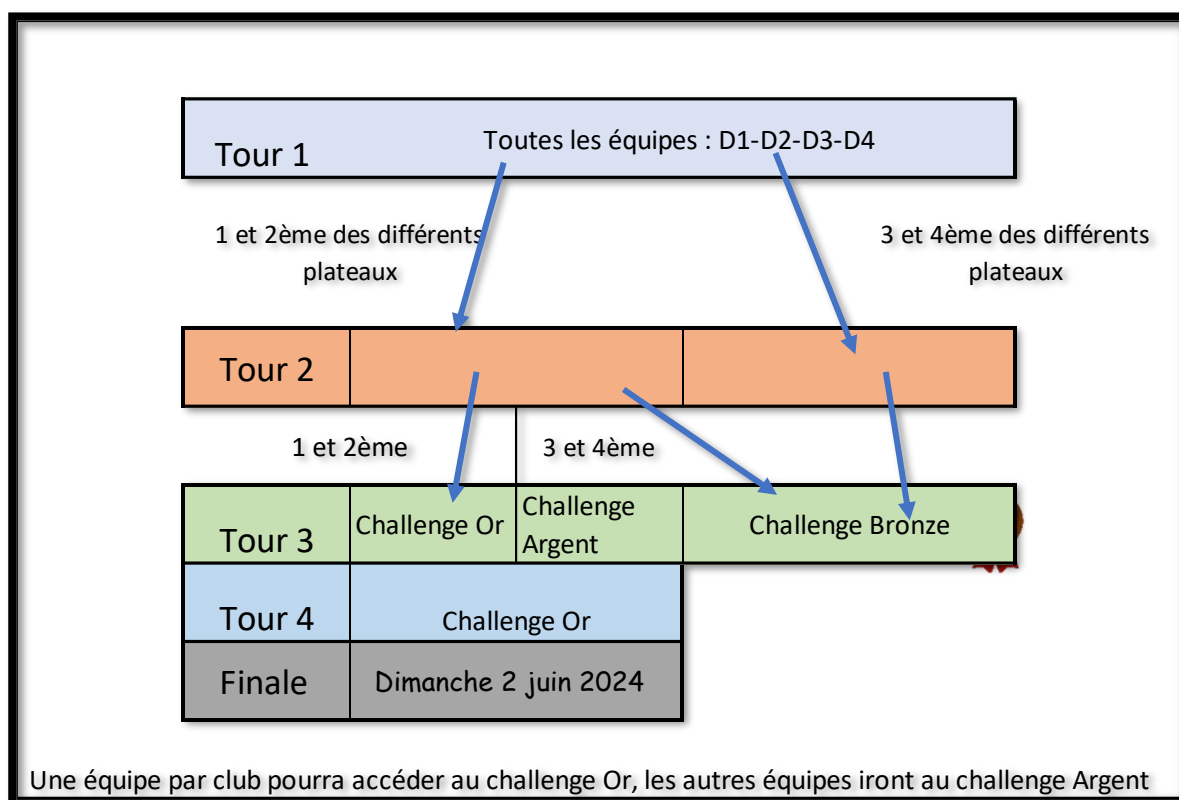 Tour 1
Toutes les équipes : D1-D2-D3-D4
1 et 2ème des différents
plateaux
3 et 4ème des différents
plateaux
Tour 2
1 et 2ème
3 et 4ème
Tour 3
Challenge Or
Challenge
Argent
Challenge Bronze
Tour 4
Challenge Or
Finale
Dimanche 2 juin 2024
Une équipe par club pourra accéder au challenge Or, les autres équipes iront au challenge Argent